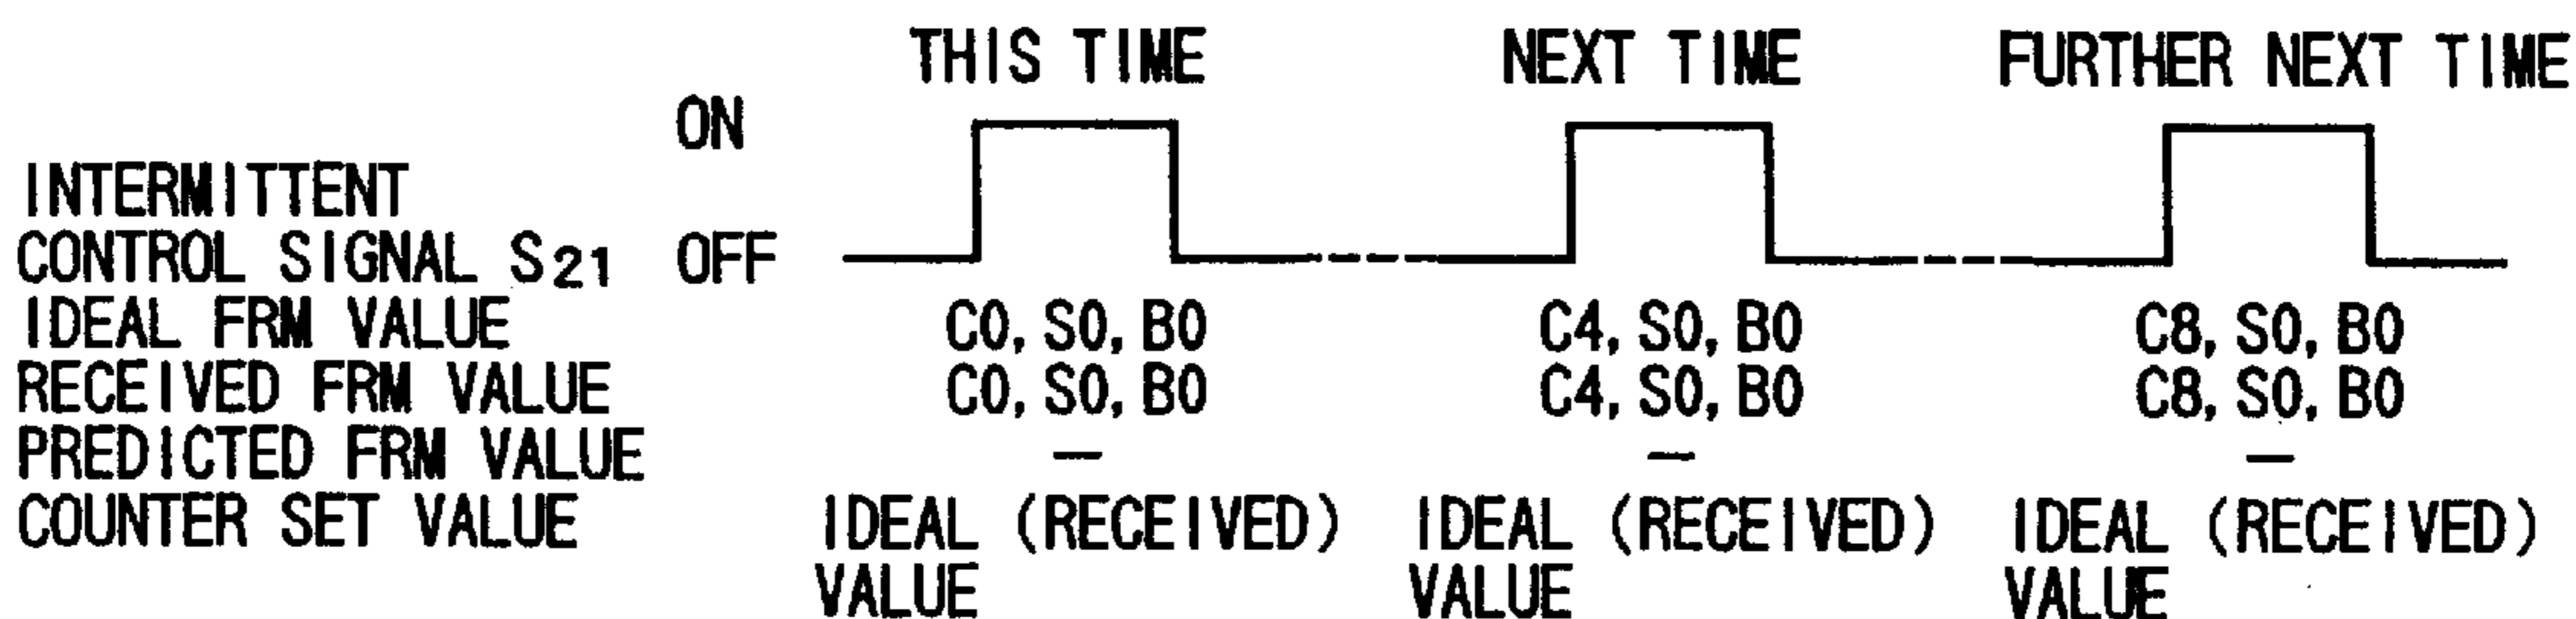 THIS TIME NEXT TIME FURTHER NEXT TIME
ON
INTERMITTENT
CONTROL SIGNAL S21 OFF
IDEAL FRM VALUE C0, S0, B0 C4, S0, B0 C8, S0, B0
RECEIVED FRM VALUE C0, S0, B0 C4, S0, B0 C8, S0, B0
PREDICTED FRM VALUE — — —
COUNTER SET VALUE IDEAL (RECEIVED) IDEAL (RECEIVED) IDEAL (RECEIVED)
VALUE VALUE VALUE